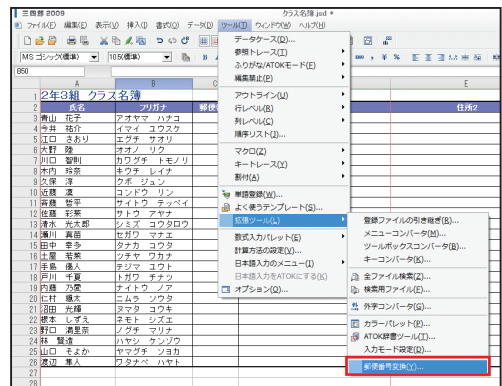 三四郎 2009
クラス名簿.jsd *
ファイル(F) 編集(E) 表示(V) 挿入(I) 書式(O) データ(D) ツール(T) ウィンドウ(W) ヘルプ(H)
MSゴシック(標準) 10.5(標準)
B50
A B E
1 2年3組 クラス名簿
2 氏名 フリガナ 住所2
3 青山 花子 アオヤマ ハナコ
4 今井 祐介 イマイ ユウスケ
5 江口 さおり エグチ サオリ
6 大野 陸 オオノ リク
7 川口 智則 カワグチ トモノリ
8 木内 玲奈 キウチ レイナ
9 久保 淳 クボ ジュン
10 近藤 凛 コンドウ リン
11 斉藤 哲平 サイトウ テッペイ
12 佐藤 彩菜 サトウ アヤナ
13 清水 光太郎 シミズ コウタロウ
14 瀬川 真苗 セガワ マナエ
15 田中 幸多 タナカ コウタ
16 土屋 若菜 ツチヤ ワカナ
17 手島 優人 テジマ ユウト
18 戸川 千夏 トガワ チナツ
19 内藤 乃愛 ナイトウ ノア
20 仁村 颯太 ニムラ ソウタ
21 沼田 光輝 ヌマタ コウキ
22 根本 しずえ ネモト シズエ
23 野口 満里奈 ノグチ マリナ
24 林 賢造 ハヤシ ケンゾウ
25 山口 そよか ヤマグチ ソヨカ
26 渡辺 隼人 ワタナベ ハヤト
27
28
データケース(D)...
参照トレース(T)
ふりがな/ATOKモード(F)
編集禁止(P)
アウトライン(U)
行レベル(R)
列レベル(C)
順序リスト(J)...
マクロ(Z)
キートレース(Y)
割付(A)
単語登録(W)...
よく使うテンプレート(S)...
拡張ツール(L)
数式入力パレット(E)
計算方法の設定(V)...
日本語入力のメニュー(I)
日本語入力をATOKにする(K)
オプション(O)...
登録ファイルの引き継ぎ(R)...
メニューコンバータ(M)...
ツールボックスコンバータ(B)...
キーコンバータ(K)...
全ファイル検索(Z)...
検索用ファイル(F)...
外字コンバータ(G)...
カラーパレット(P)...
ATOK辞書ツール(T)...
入力モード設定(D)...
郵便番号変換(Y)...